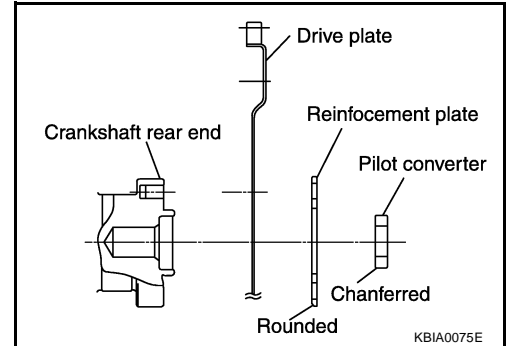 Drive plate
Reinfocement plate
Crankshaft rear end
Pilot converter
Chanferred
Rounded
KBIA0075E